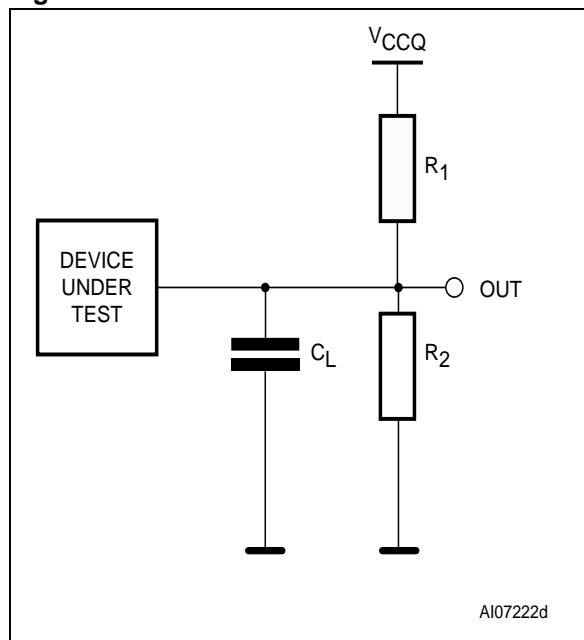 VCCQ
R1
DEVICE
UNDER
TEST
OUT
CL
R2
AI07222d